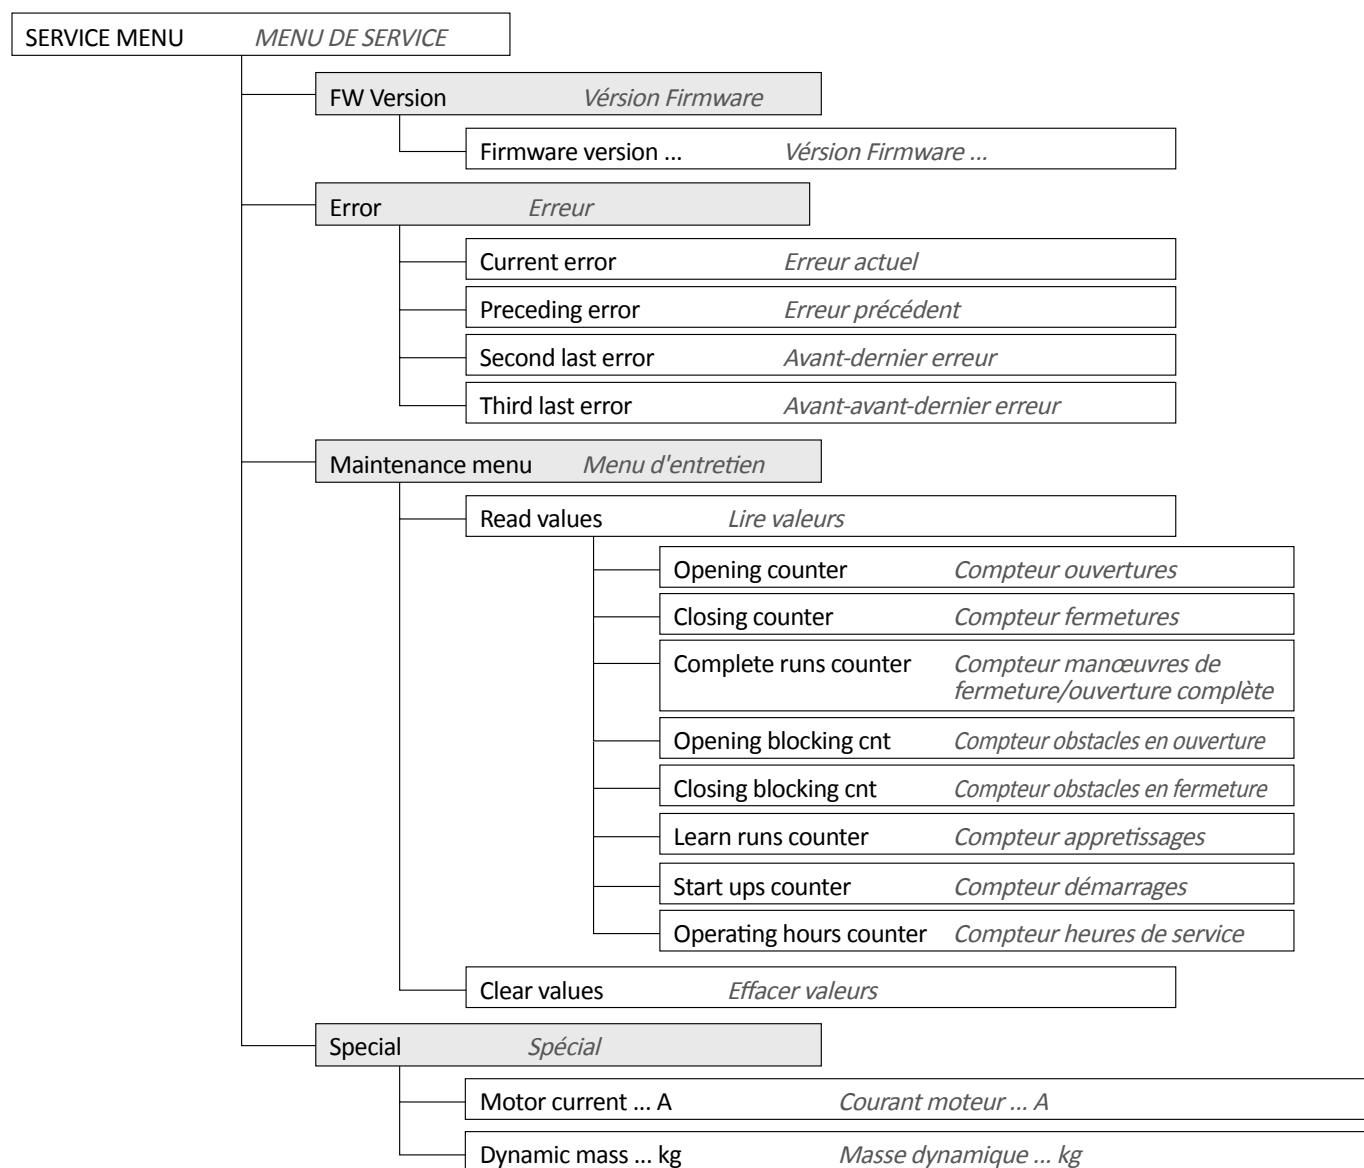 SERVICE MENU MENU DE SERVICE
FW Version Vérsion Firmware
Firmware version ... Vérsion Firmware ...
Error Erreur
Current error Erreur actuel
Preceding error Erreur précédent
Second last error Avant-dernier erreur
Third last error Avant-avant-dernier erreur
Maintenance menu Menu d'entretien
Read values Lire valeurs
Opening counter Compteur ouvertures
Closing counter Compteur fermetures
Complete runs counter Compteur manœuvres de
fermeture/ouverture complète
Opening blocking cnt Compteur obstacles en ouverture
Closing blocking cnt Compteur obstacles en fermeture
Learn runs counter Compteur appretissages
Start ups counter Compteur démarrages
Operating hours counter Compteur heures de service
Clear values Effacer valeurs
Special Spécial
Motor current ... A Courant moteur ... A
Dynamic mass ... kg Masse dynamique ... kg